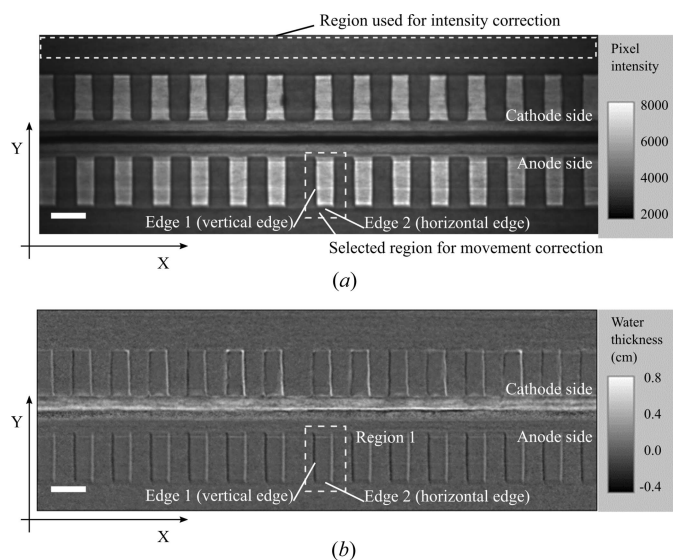 Region used for intensity correction
Pixel
intensity
8000
6000
4000
2000
Cathode side
Anode side
Y
Edge 1 (vertical edge)
Edge 2 (horizontal edge)
Selected region for movement correction
X
(a)
Water
thickness
(cm)
0.8
0.4
0.0
-0.4
Cathode side
Anode side
Y
Region 1
Edge 1 (vertical edge)
Edge 2 (horizontal edge)
X
(b)